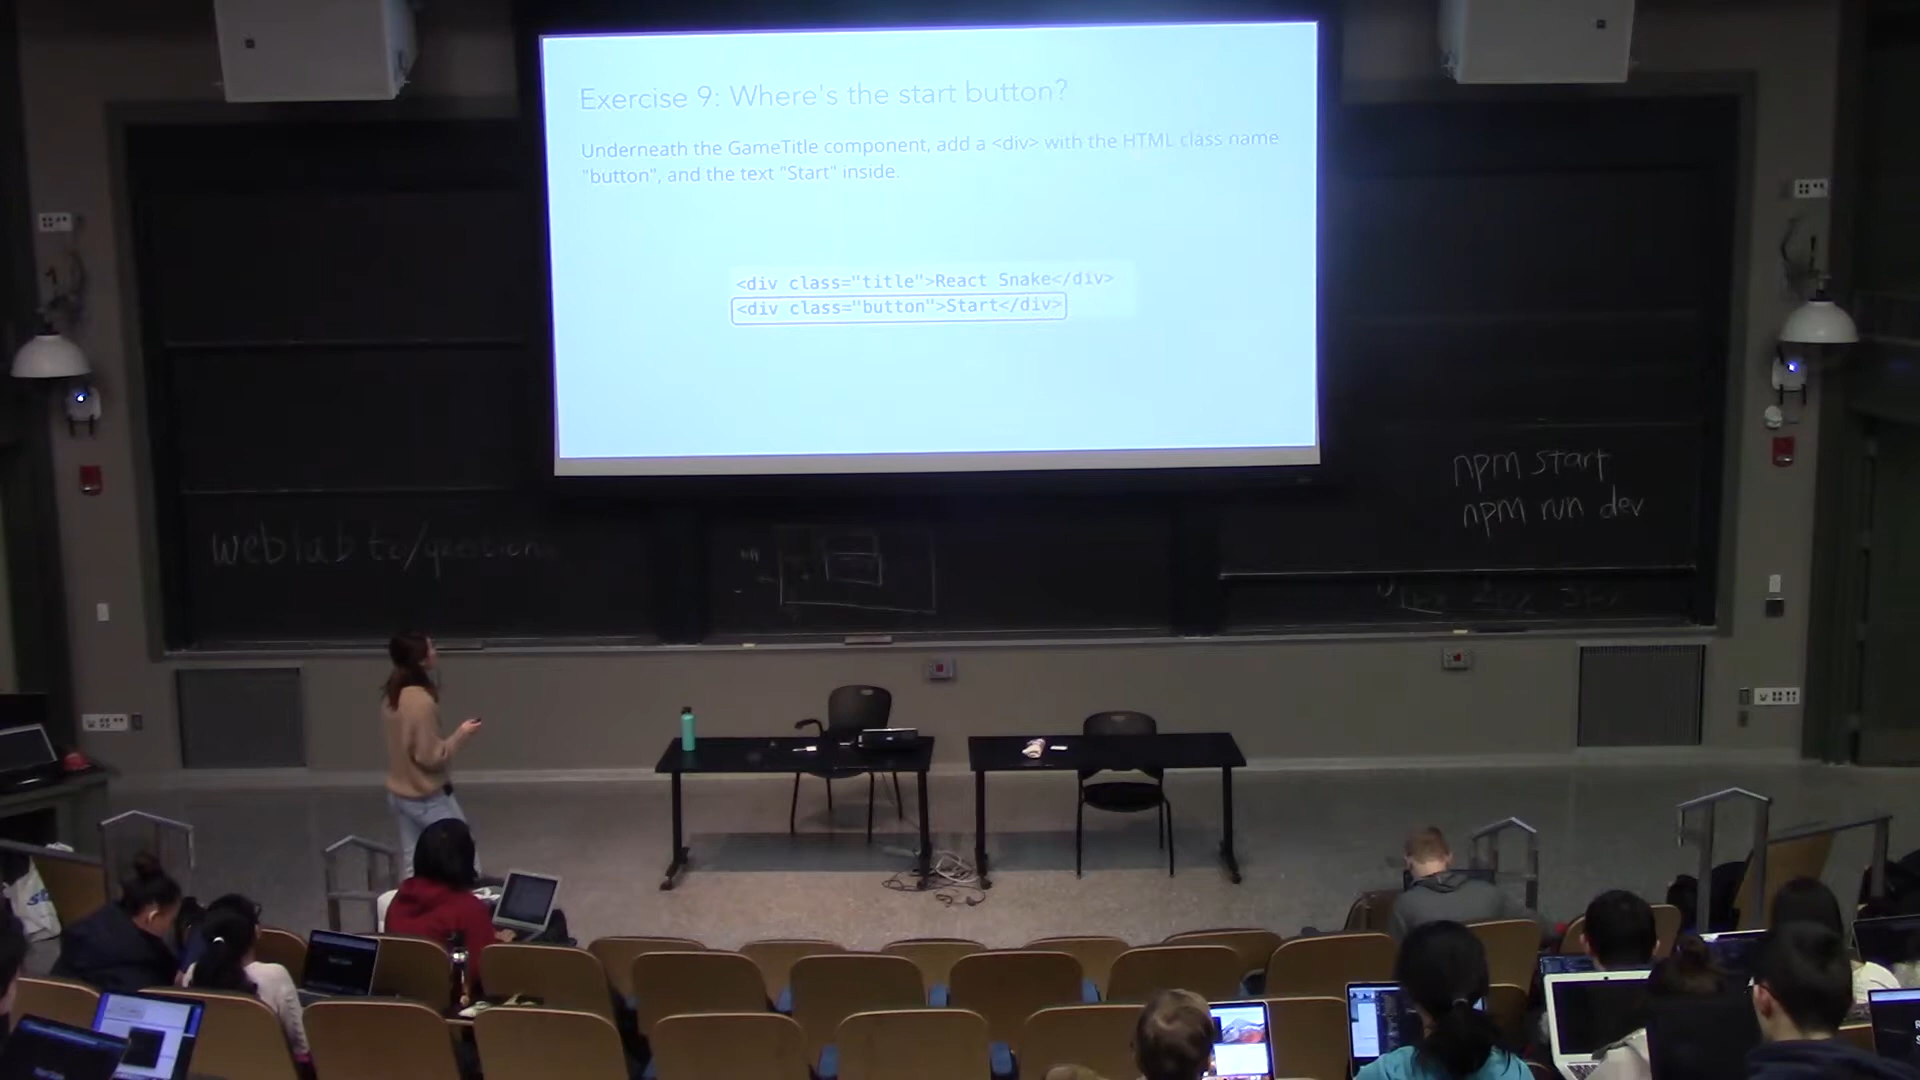 Exercise 9: Where's the start button?
Underneath the GameTitle component, add a <div> with the HTML class name
"button", and the text "Start" inside.
<div class="title">React Snake</div>
<div class="button">Start</div>
npm start
npm run dev
weblab to/questions